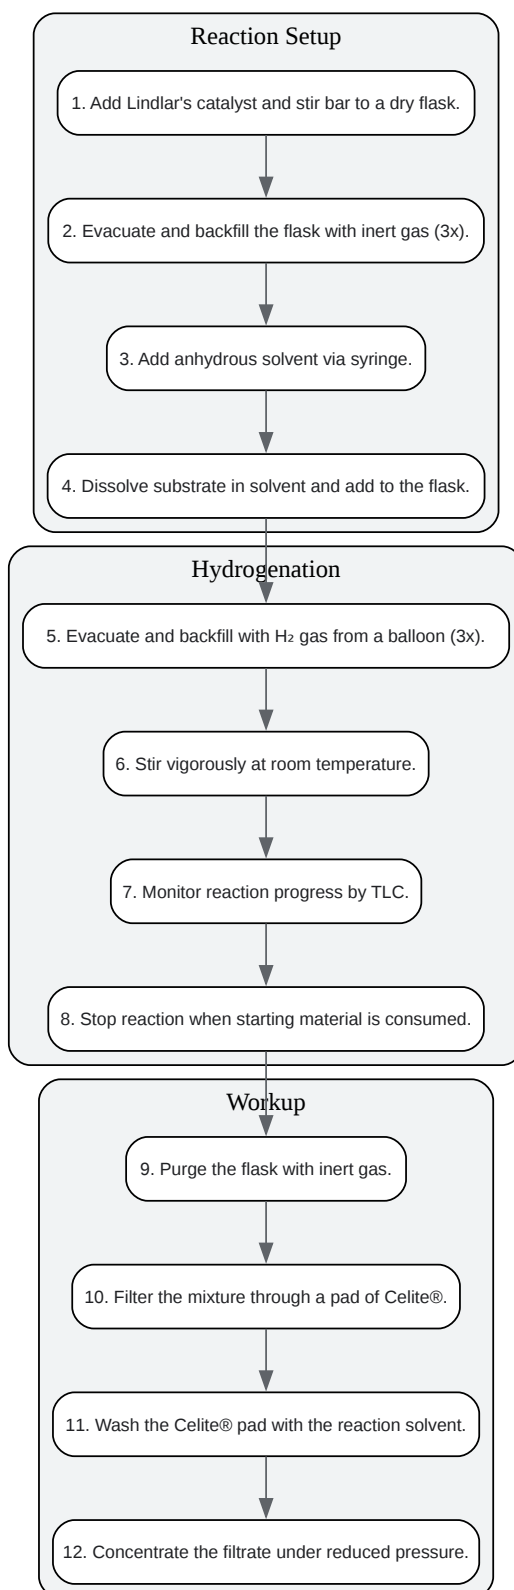 Reaction Setup
1. Add Lindlar's catalyst and stir bar to a dry flask.
2. Evacuate and backfill the flask with inert gas (3x).
3. Add anhydrous solvent via syringe.
4. Dissolve substrate in solvent and add to the flask.
Hydrogenation
5. Evacuate and backfill with H₂ gas from a balloon (3x).
6. Stir vigorously at room temperature.
7. Monitor reaction progress by TLC.
8. Stop reaction when starting material is consumed.
Workup
9. Purge the flask with inert gas.
10. Filter the mixture through a pad of Celite®.
11. Wash the Celite® pad with the reaction solvent.
12. Concentrate the filtrate under reduced pressure.